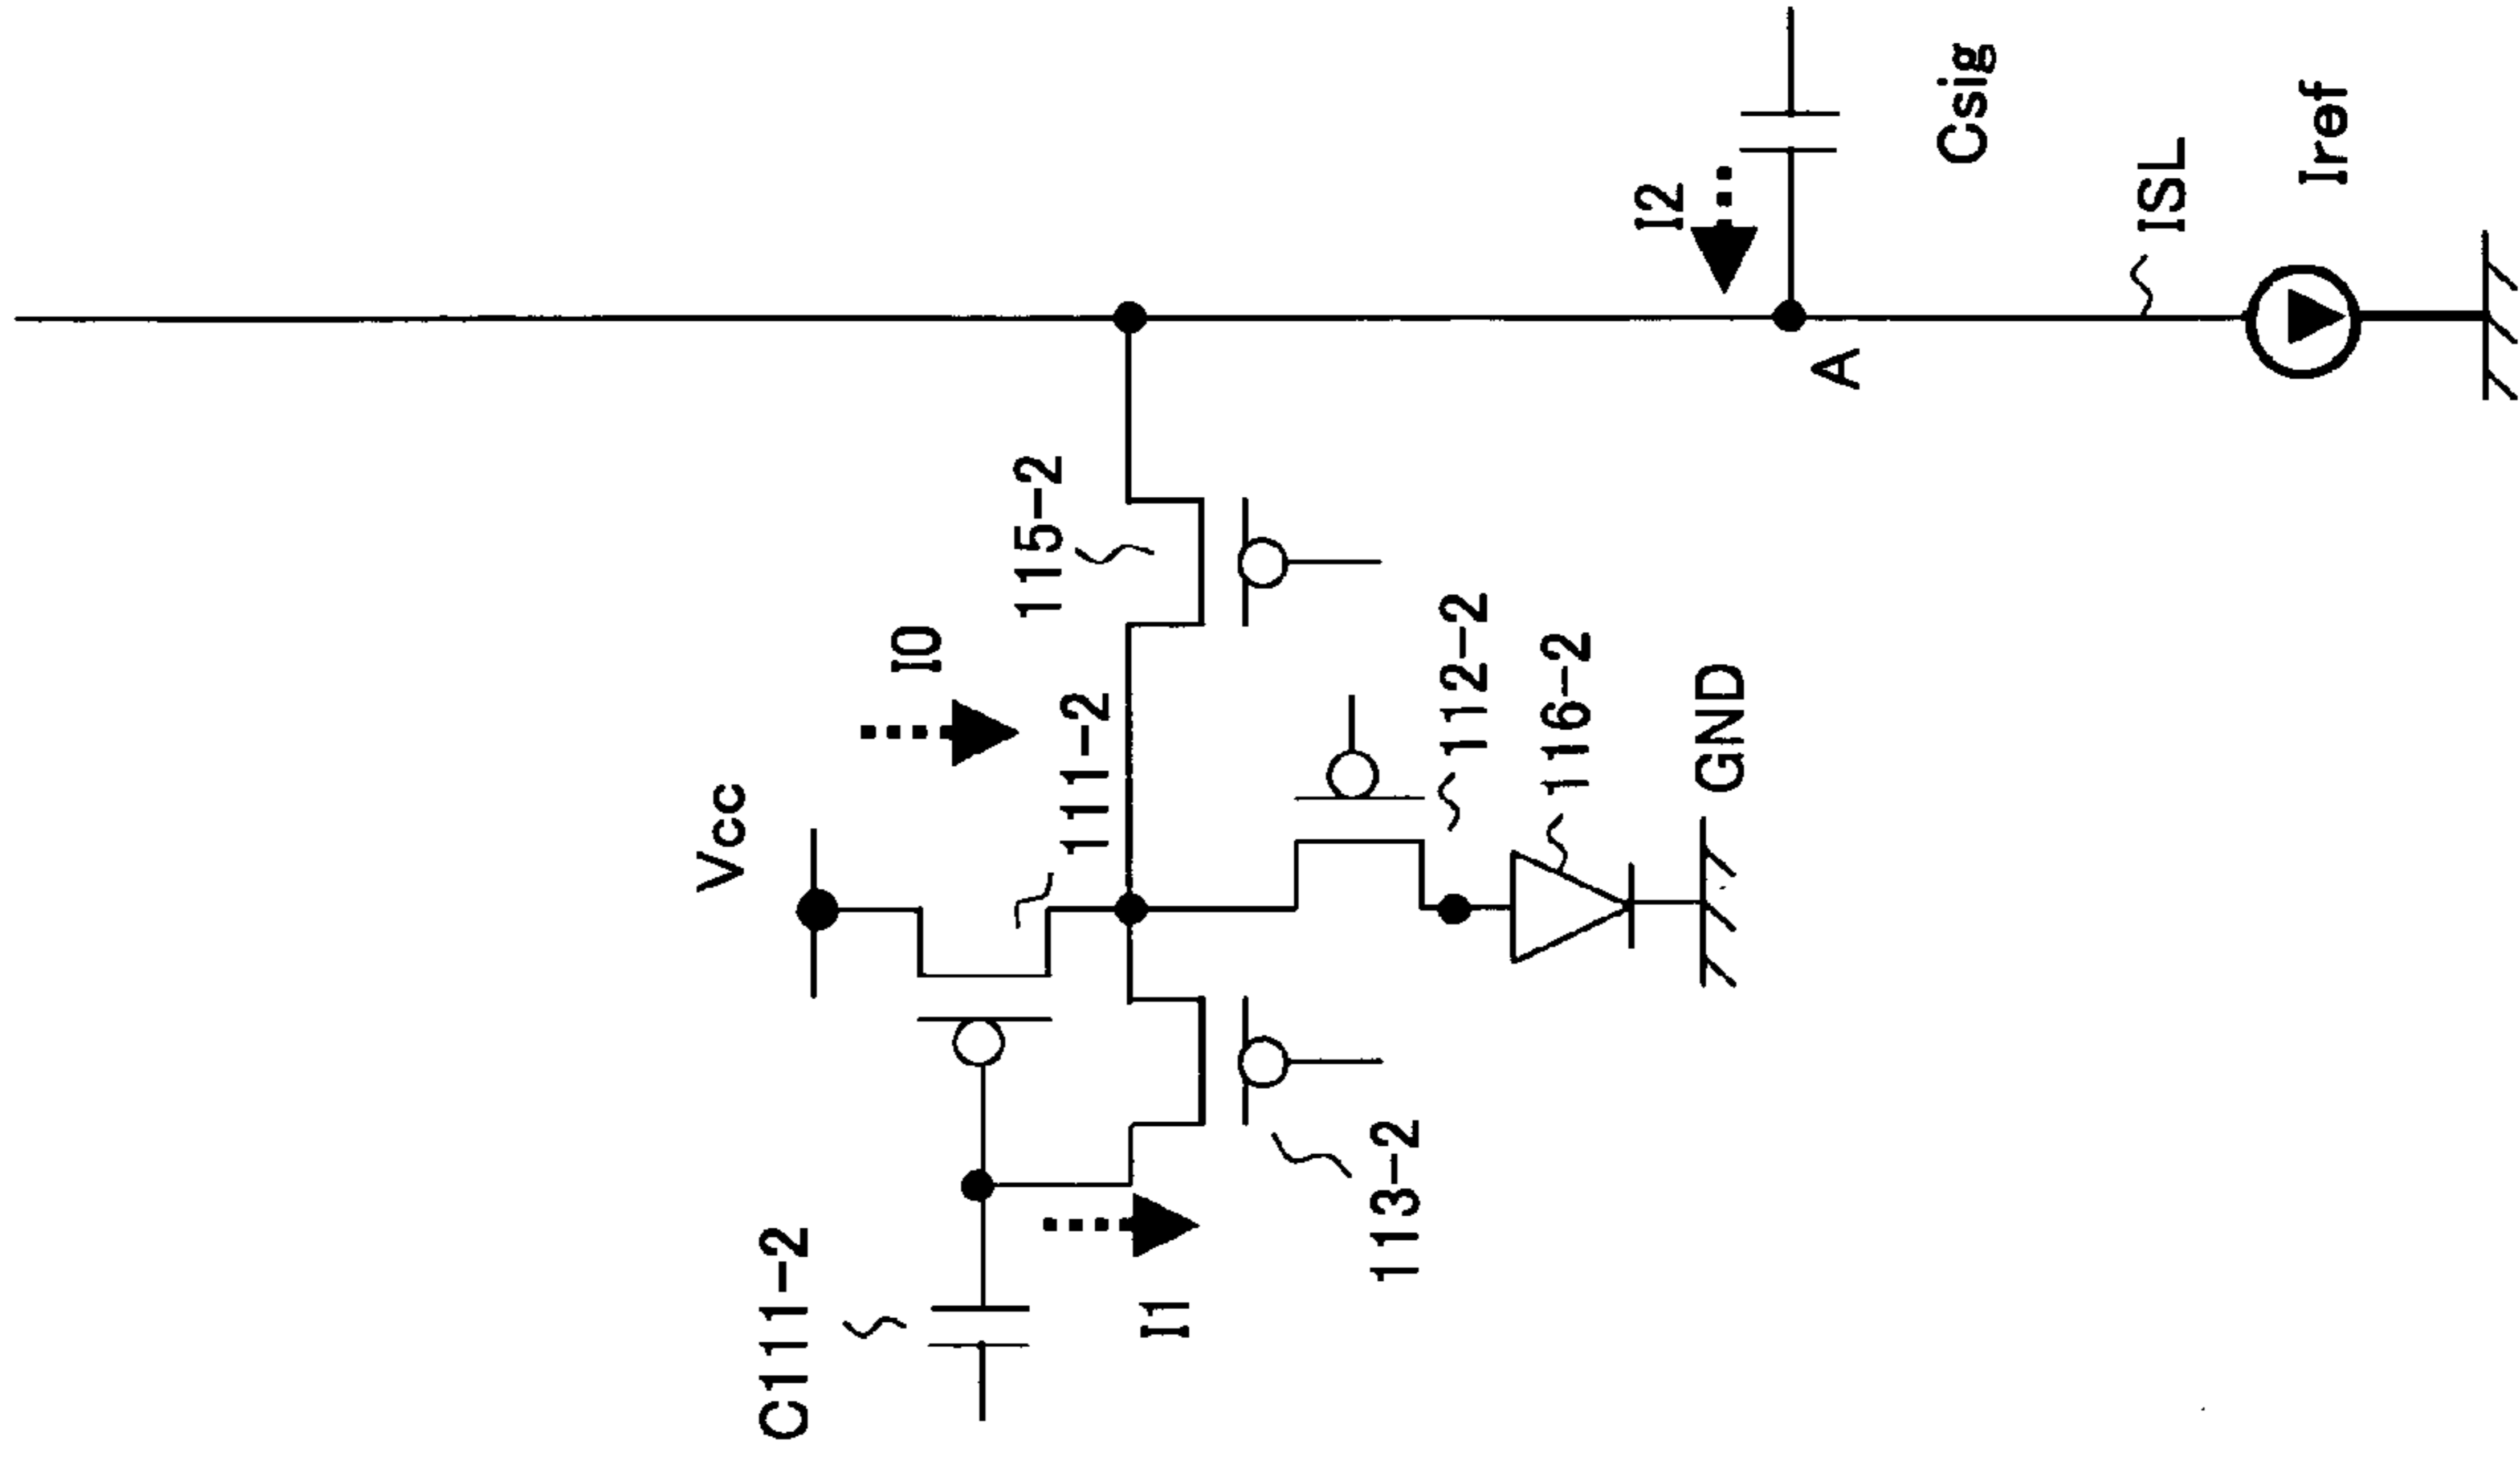 Vcc
I0
C111-2
111-2
115-2
I1
113-2
112-2
116-2
GND
I2
A
Csig
ISL
Iref